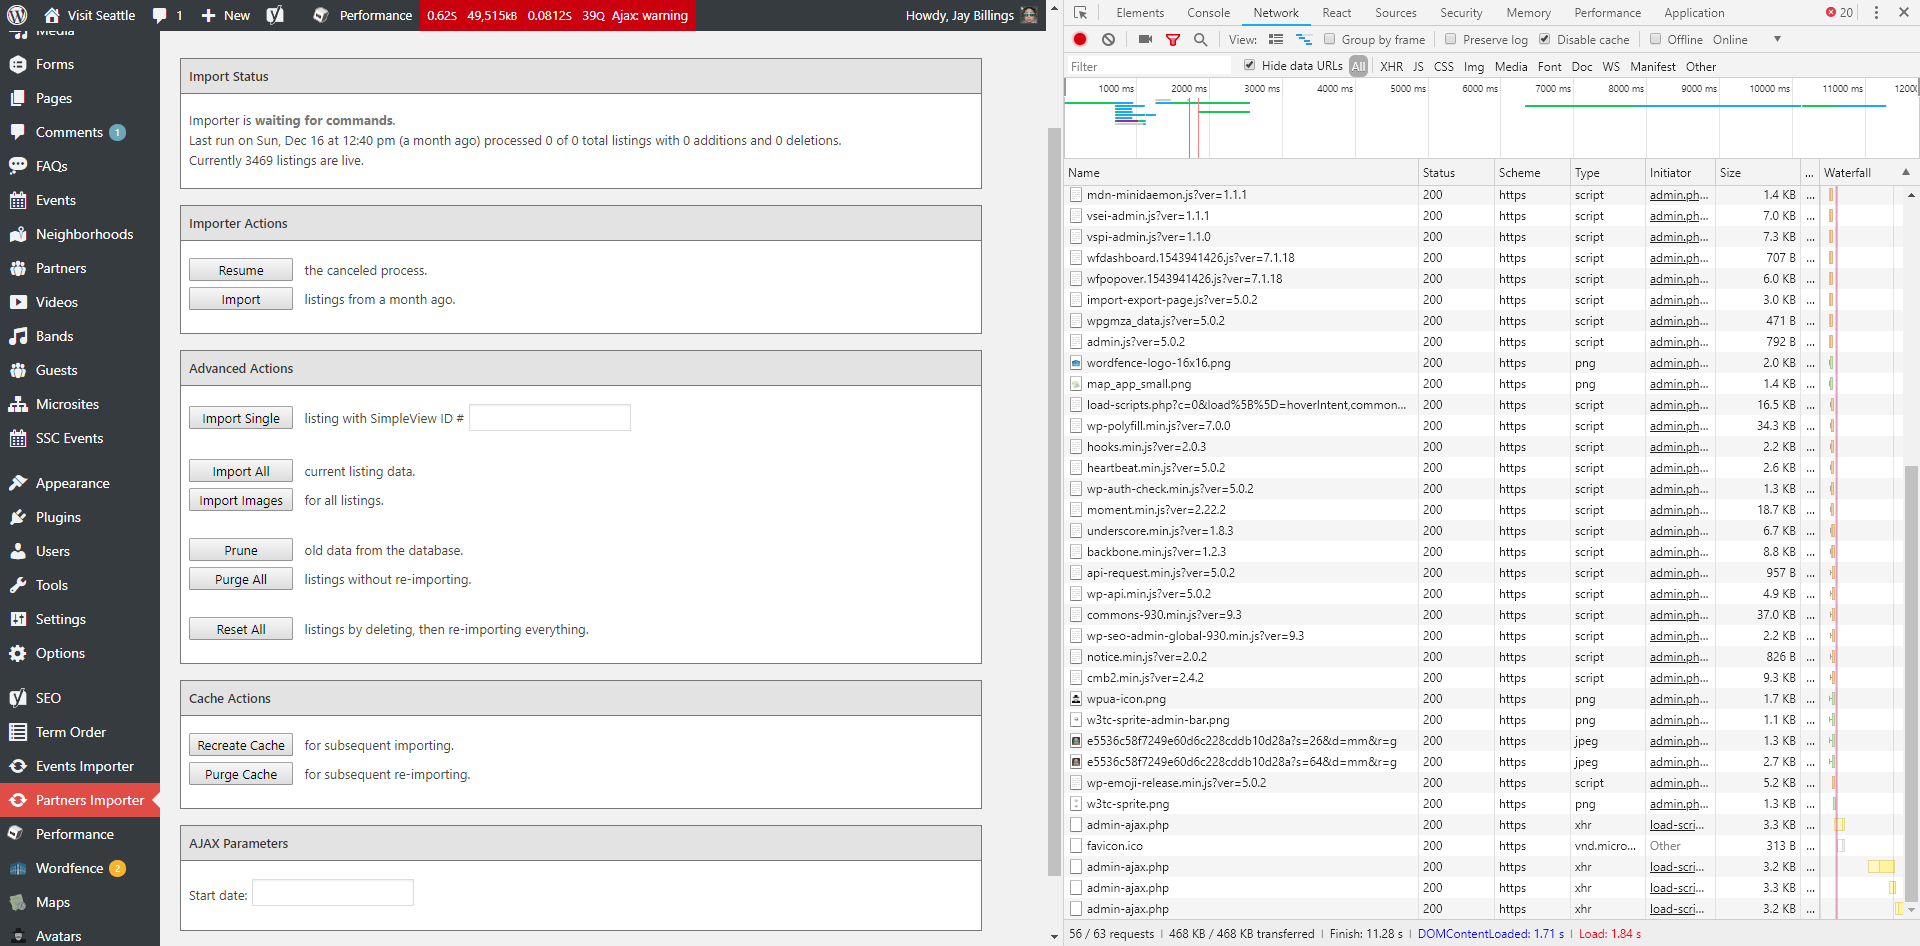 Visit Seattle 1 New Performance 0.62S 49,515KB 0.0812S 39Q Ajax: warning Howdy, Jay Billings
Media
Forms
Pages
Comments 1
FAQs
Events
Neighborhoods
Partners
Videos
Bands
Guests
Microsites
SSC Events
Appearance
Plugins
Users
Tools
Settings
Options
SEO
Term Order
Events Importer
Partners Importer
Performance
Wordfence 2
Maps
Avatars
Import Status
Importer is waiting for commands.
Last run on Sun, Dec 16 at 12:40 pm (a month ago) processed 0 of 0 total listings with 0 additions and 0 deletions.
Currently 3469 listings are live.
Importer Actions
Resume the canceled process.
Import listings from a month ago.
Advanced Actions
Import Single listing with SimpleView ID #
Import All current listing data.
Import Images for all listings.
Prune old data from the database.
Purge All listings without re-importing.
Reset All listings by deleting, then re-importing everything.
Cache Actions
Recreate Cache for subsequent importing.
Purge Cache for subsequent re-importing.
AJAX Parameters
Start date:
Elements Console Network React Sources Security Memory Performance Application 20
View: Group by frame Preserve log Disable cache Offline Online
Filter Hide data URLs All XHR JS CSS Img Media Font Doc WS Manifest Other
1000 ms 2000 ms 3000 ms 4000 ms 5000 ms 6000 ms 7000 ms 8000 ms 9000 ms 10000 ms 11000 ms 12000
Name Status Scheme Type Initiator Size ... Waterfall
mdn-minidaemon.js?ver=1.1.1 200 https script admin.ph... 1.4 KB ...
vsei-admin.js?ver=1.1.1 200 https script admin.ph... 7.0 KB ...
vspi-admin.js?ver=1.1.0 200 https script admin.ph... 7.3 KB ...
wfdashboard.1543941426.js?ver=7.1.18 200 https script admin.ph... 707 B ...
wfpopover.1543941426.js?ver=7.1.18 200 https script admin.ph... 6.0 KB ...
import-export-page.js?ver=5.0.2 200 https script admin.ph... 3.0 KB ...
wpgmza_data.js?ver=5.0.2 200 https script admin.ph... 471 B ...
admin.js?ver=5.0.2 200 https script admin.ph... 792 B ...
wordfence-logo-16x16.png 200 https png admin.ph... 2.0 KB ...
map_app_small.png 200 https png admin.ph... 1.4 KB ...
load-scripts.php?c=0&load%5B%5D=hoverIntent,common... 200 https script admin.ph... 16.5 KB ...
wp-polyfill.min.js?ver=7.0.0 200 https script admin.ph... 34.3 KB ...
hooks.min.js?ver=2.0.3 200 https script admin.ph... 2.2 KB ...
heartbeat.min.js?ver=5.0.2 200 https script admin.ph... 2.6 KB ...
wp-auth-check.min.js?ver=5.0.2 200 https script admin.ph... 1.3 KB ...
moment.min.js?ver=2.22.2 200 https script admin.ph... 18.7 KB ...
underscore.min.js?ver=1.8.3 200 https script admin.ph... 6.7 KB ...
backbone.min.js?ver=1.2.3 200 https script admin.ph... 8.8 KB ...
api-request.min.js?ver=5.0.2 200 https script admin.ph... 957 B ...
wp-api.min.js?ver=5.0.2 200 https script admin.ph... 4.9 KB ...
commons-930.min.js?ver=9.3 200 https script admin.ph... 37.0 KB ...
wp-seo-admin-global-930.min.js?ver=9.3 200 https script admin.ph... 2.2 KB ...
notice.min.js?ver=2.0.2 200 https script admin.ph... 826 B ...
cmb2.min.js?ver=2.4.2 200 https script admin.ph... 9.3 KB ...
wpua-icon.png 200 https png admin.ph... 1.7 KB ...
w3tc-sprite-admin-bar.png 200 https png admin.ph... 1.1 KB ...
e5536c58f7249e60d6c228cddb10d28a?s=26&d=mm&r=g 200 https jpeg admin.ph... 1.3 KB ...
e5536c58f7249e60d6c228cddb10d28a?s=64&d=mm&r=g 200 https jpeg admin.ph... 2.7 KB ...
wp-emoji-release.min.js?ver=5.0.2 200 https script admin.ph... 5.2 KB ...
w3tc-sprite.png 200 https png admin.ph... 1.3 KB ...
admin-ajax.php 200 https xhr load-scri... 3.3 KB ...
favicon.ico 200 https vnd.micro... Other 313 B ...
admin-ajax.php 200 https xhr load-scri... 3.2 KB ...
admin-ajax.php 200 https xhr load-scri... 3.3 KB ...
admin-ajax.php 200 https xhr load-scri... 3.2 KB ...
56 / 63 requests | 468 KB / 468 KB transferred | Finish: 11.28 s | DOMContentLoaded: 1.71 s | Load: 1.84 s